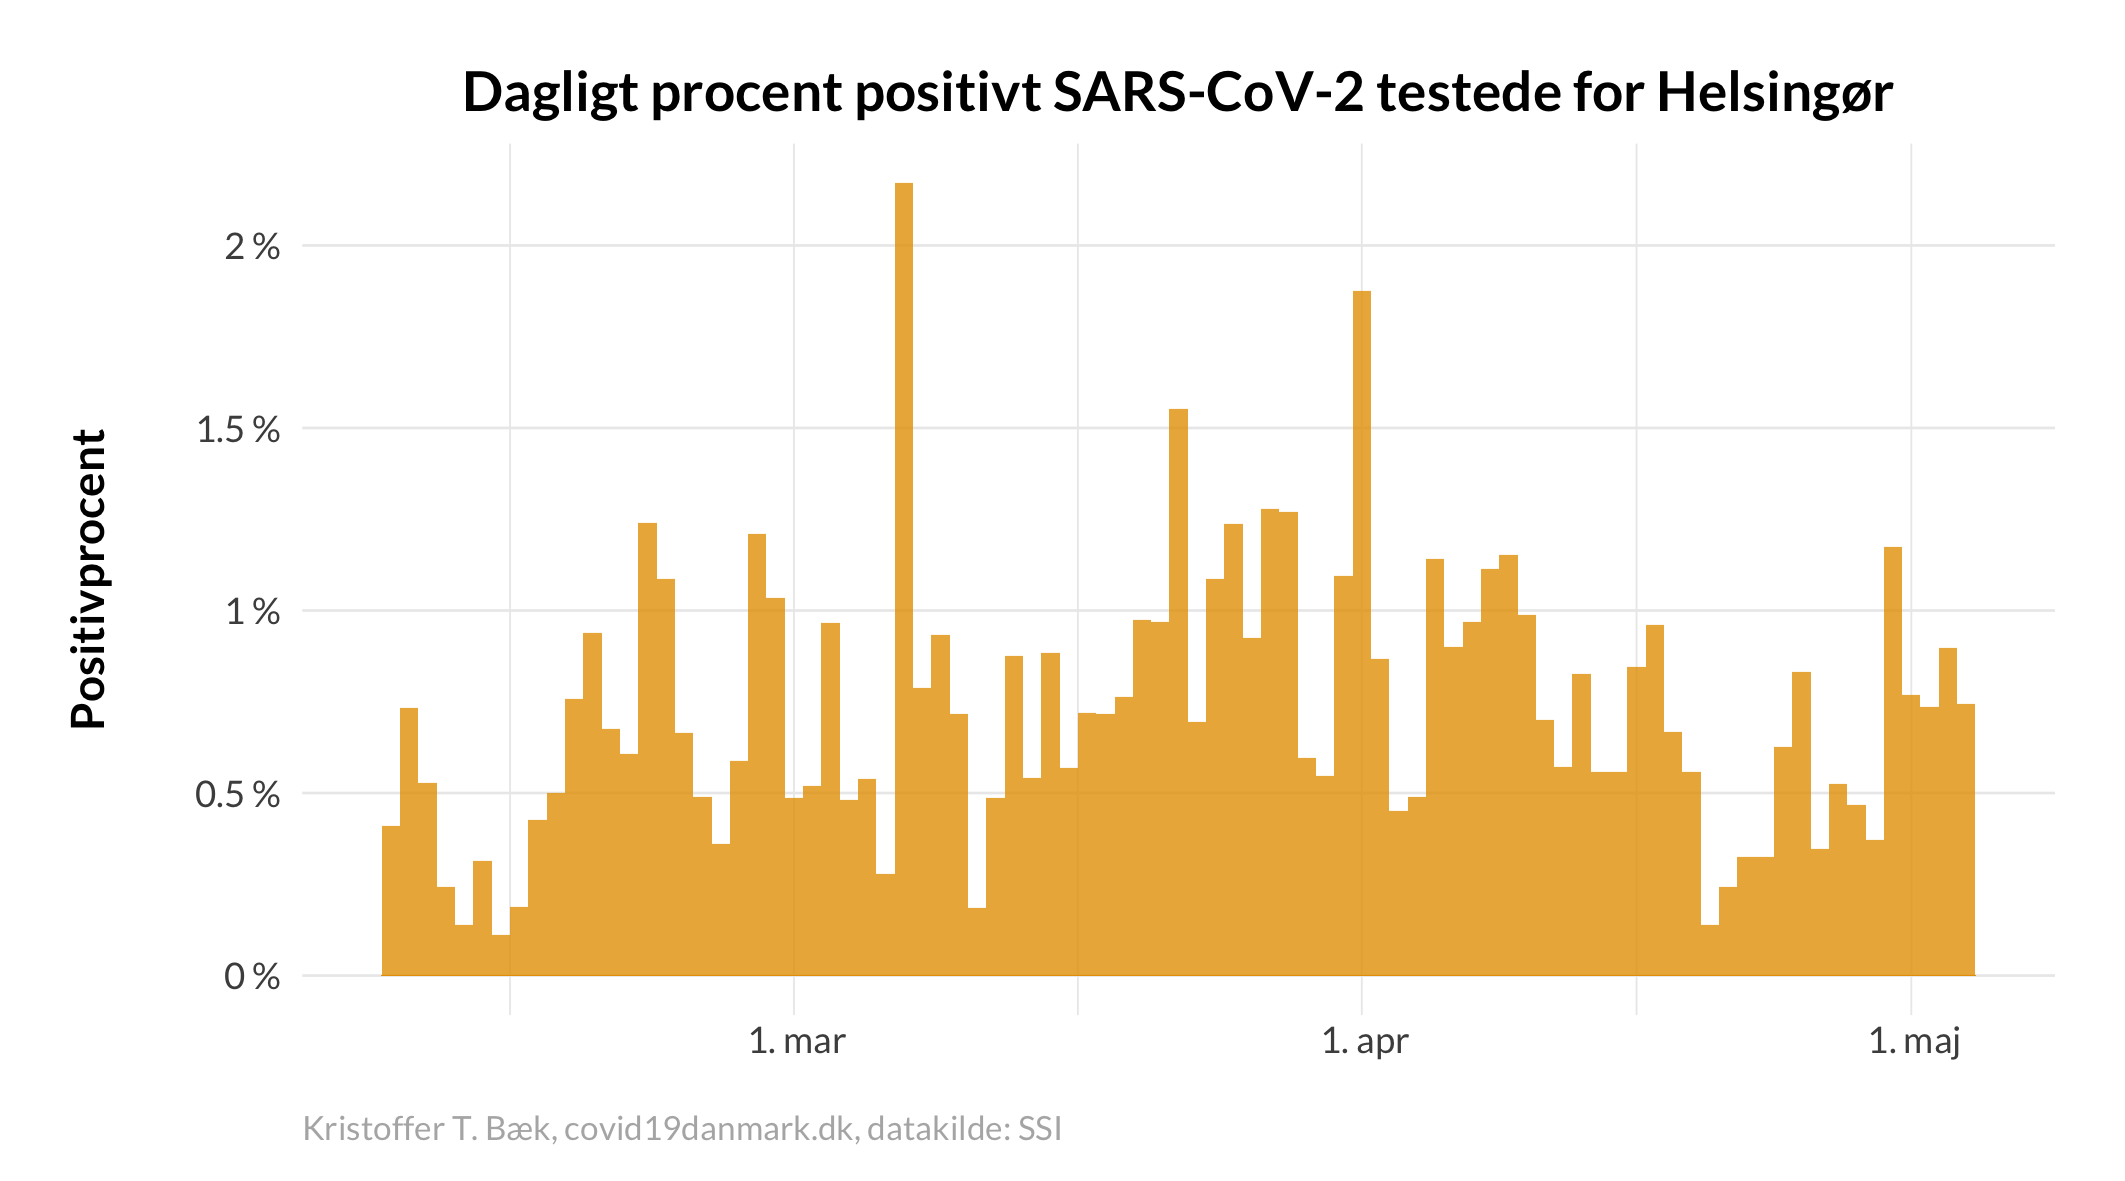 Dagligt procent positivt SARS-CoV-2 testede for Helsingør
Positivprocent
2 %
1.5 %
1 %
0.5 %
0 %
1. mar
1. apr
1. maj
Kristoffer T. Bæk, covid19danmark.dk, datakilde: SSI